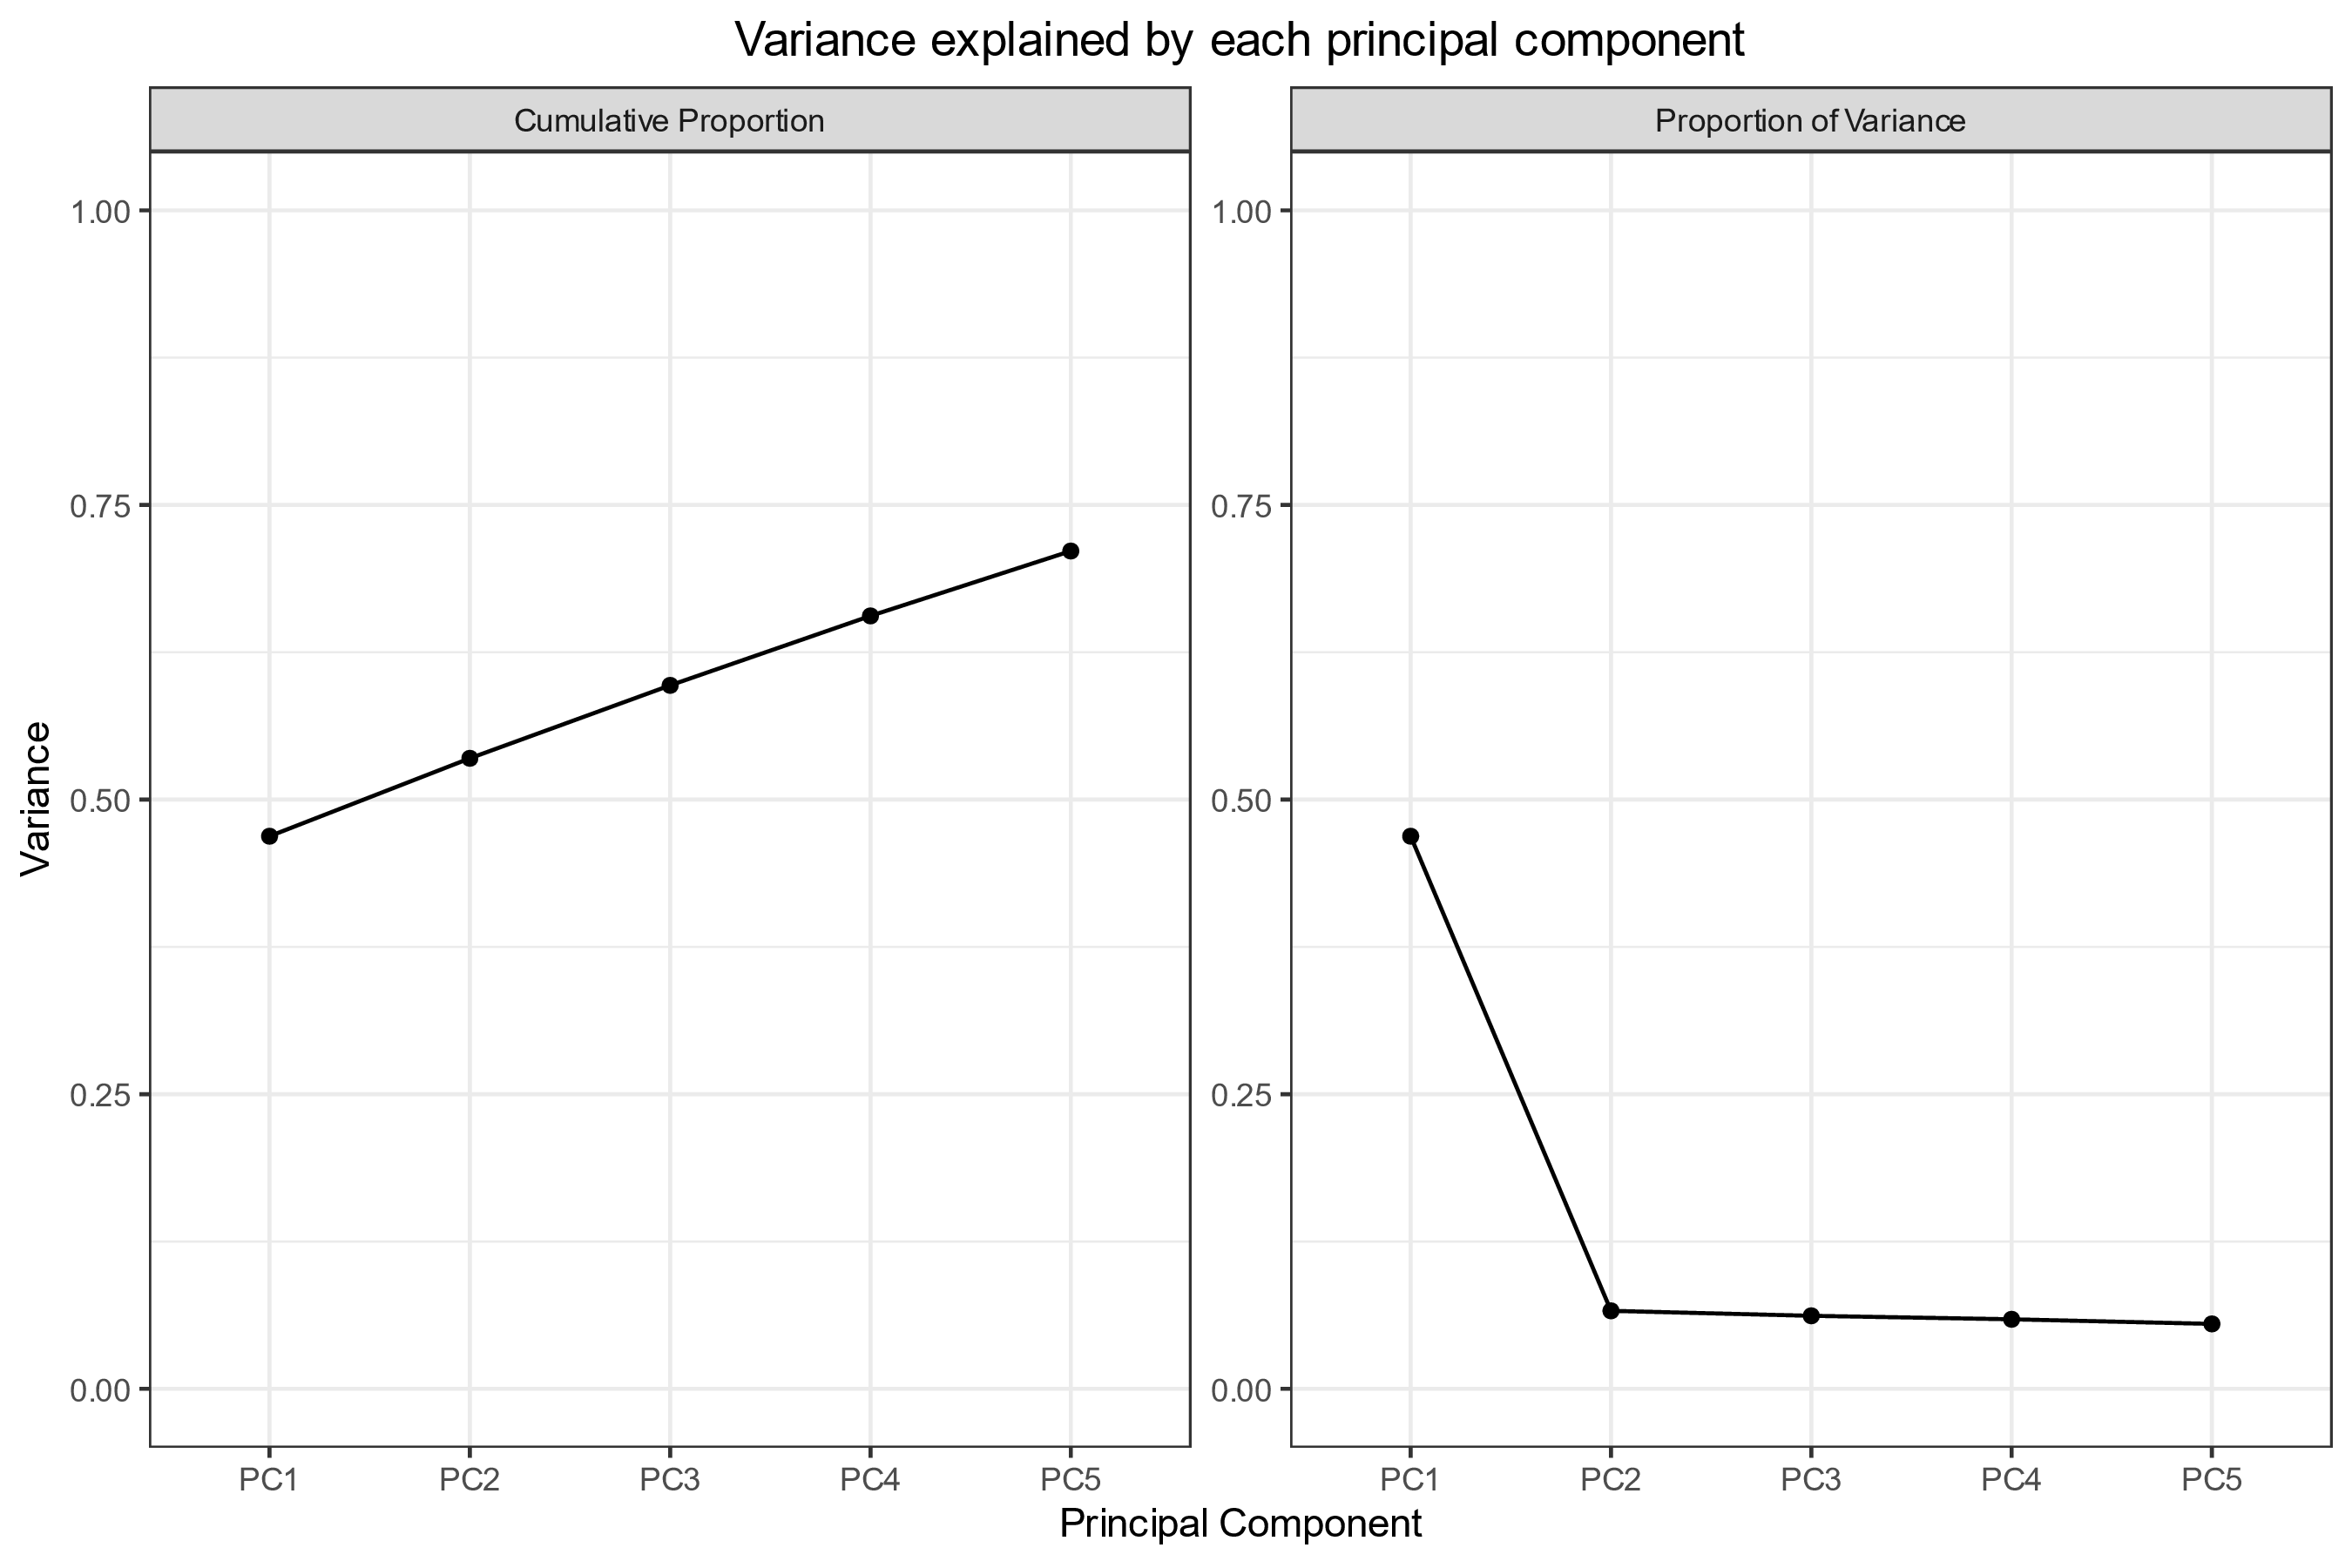 Variance explained by each principal component
Cumulative Proportion
Proportion of Variance
Variance
1.00
0.75
0.50
0.25
0.00
1.00
0.75
0.50
0.25
0.00
PC1 PC2 PC3 PC4 PC5
PC1 PC2 PC3 PC4 PC5
Principal Component